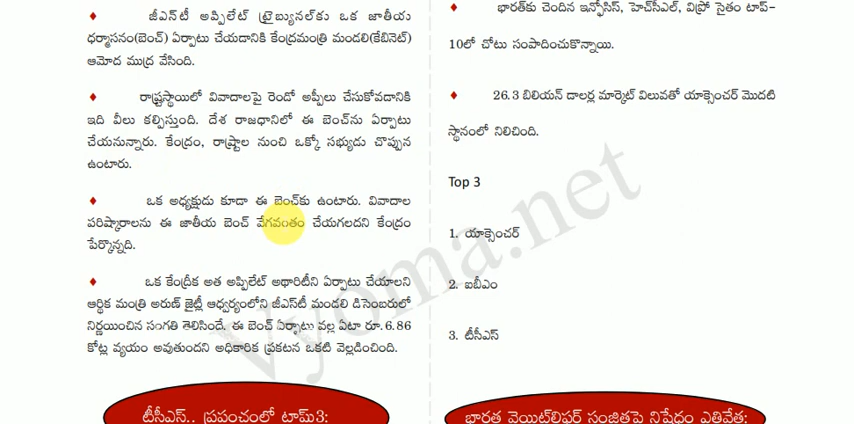 జీఎస్‌టీ అప్పిలేట్ ట్రైబ్యునల్‌కు ఒక జాతీయ
ధర్మాసనం(బెంచ్) ఏర్పాటు చేయడానికి కేంద్రమంత్రి మండలి(కేబినెట్)
ఆమోద ముద్ర వేసింది.
రాష్ట్రస్థాయిలో వివాదాలపై రెండో అప్పీలు చేసుకోవడానికి
ఇది వీలు కల్పిస్తుంది. దేశ రాజధానిలో ఈ బెంచ్‌ను ఏర్పాటు
చేయనున్నారు. కేంద్రం, రాష్ట్రాల నుంచి ఒక్కో సభ్యుడు చొప్పున
ఉంటారు.
ఒక అధ్యక్షుడు కూడా ఈ బెంచ్‌కు ఉంటారు. వివాదాల
పరిష్కారాలను ఈ జాతీయ బెంచ్ వేగవంతం చేయగలదని కేంద్రం
పేర్కొన్నది.
ఒక కేంద్రీక అత అప్పిలేట్ అథారిటీని ఏర్పాటు చేయాలని
ఆర్థిక మంత్రి అరుణ్ జైట్లీ ఆధ్వర్యంలోని జీఎస్‌టీ మండలి డిసెంబరులో
నిర్ణయించిన సంగతి తెలిసిందే. ఈ బెంచ్ ఏర్పాటు వల్ల ఏటా రూ.6.86
కోట్ల వ్యయం అవుతుందని అధికారిక ప్రకటన ఒకటి వెల్లడించింది.
టీసీఎస్.. ప్రపంచంలో టాప్3:
భారత్‌కు చెందిన ఇన్ఫోసిస్, హెచ్‌సీఎల్, విప్రో సైతం టాప్-
10లో చోటు సంపాదించుకొన్నాయి.
26.3 బిలియన్ డాలర్ల మార్కెట్ విలువతో యాక్సెంచర్ మొదటి
స్థానంలో నిలిచింది.
Top 3
1. యాక్సెంచర్
2. ఐబీఎం
3. టీసీఎస్
భారత వెయిట్‌లిఫ్టర్ సంజితపై నిషేధం ఎత్తివేత:
Vyoma.net